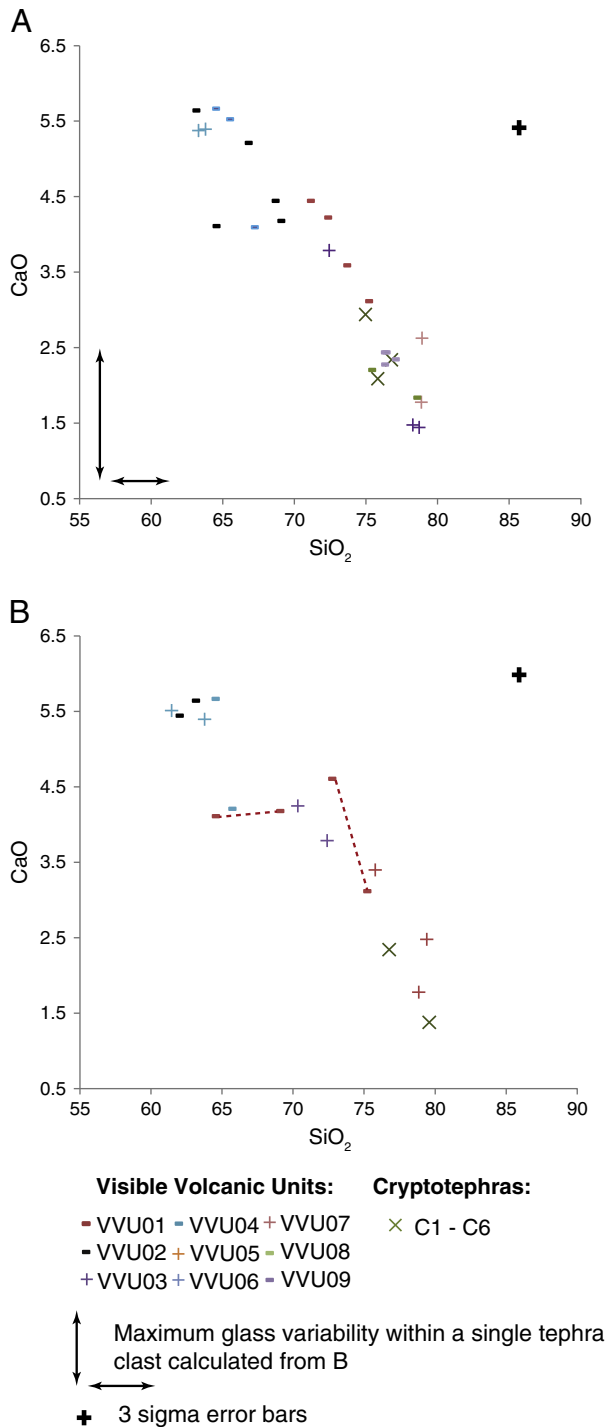 A
6.5
5.5
4.5
3.5
2.5
1.5
0.5
CaO
55 60 65 70 75 80 85 90
SiO2
B
6.5
5.5
4.5
3.5
2.5
1.5
0.5
CaO
55 60 65 70 75 80 85 90
SiO2
Visible Volcanic Units: Cryptotephras:
VVU01 VVU04 VVU07 C1 - C6
VVU02 VVU05 VVU08
VVU03 VVU06 VVU09
Maximum glass variability within a single tephra
clast calculated from B
3 sigma error bars